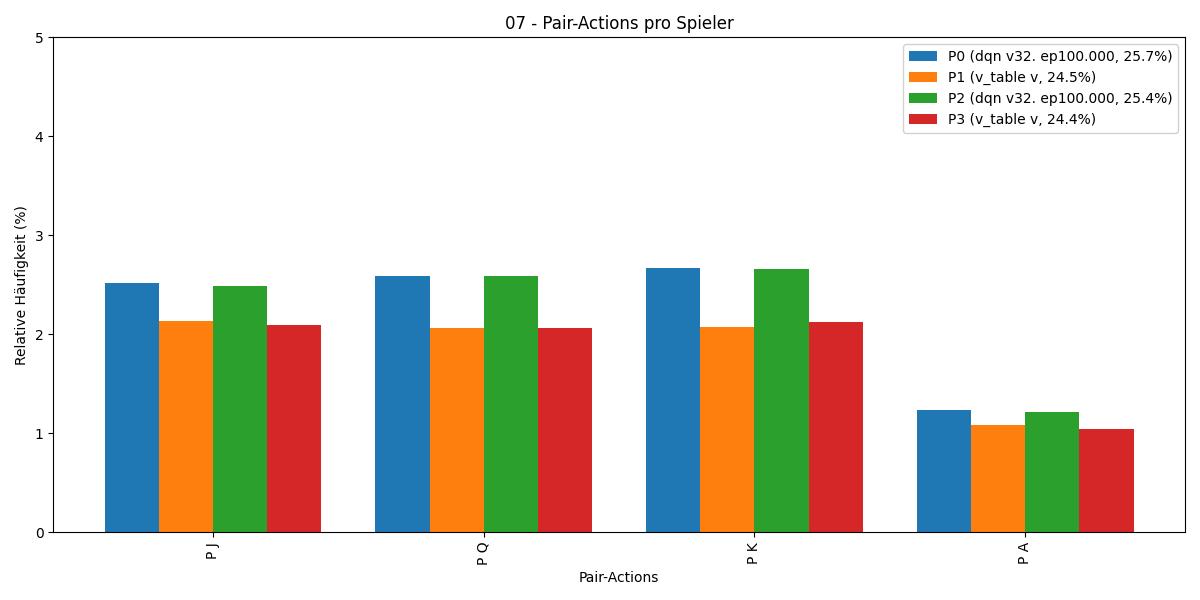 07 - Pair-Actions pro Spieler
P0 (dqn v32. ep100.000, 25.7%)
P1 (v_table v, 24.5%)
P2 (dqn v32. ep100.000, 25.4%)
P3 (v_table v, 24.4%)
Relative Häufigkeit (%)
5
4
3
2
1
0
P J
P Q
P K
P A
Pair-Actions